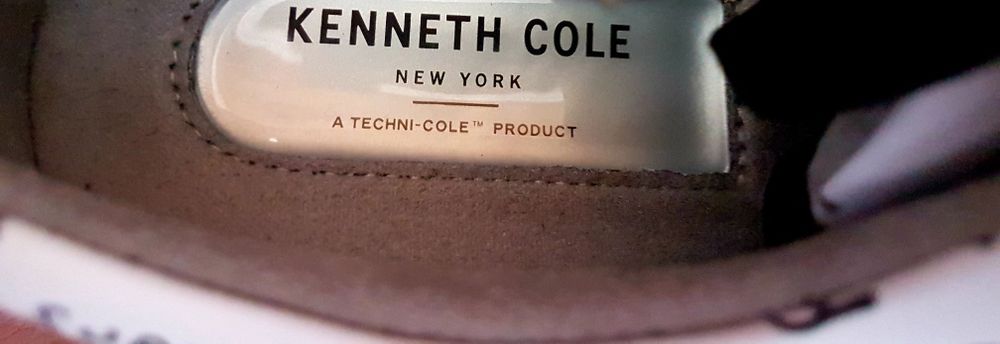 KENNETH COLE
NEW YORK
A TECHNI-COLE™ PRODUCT